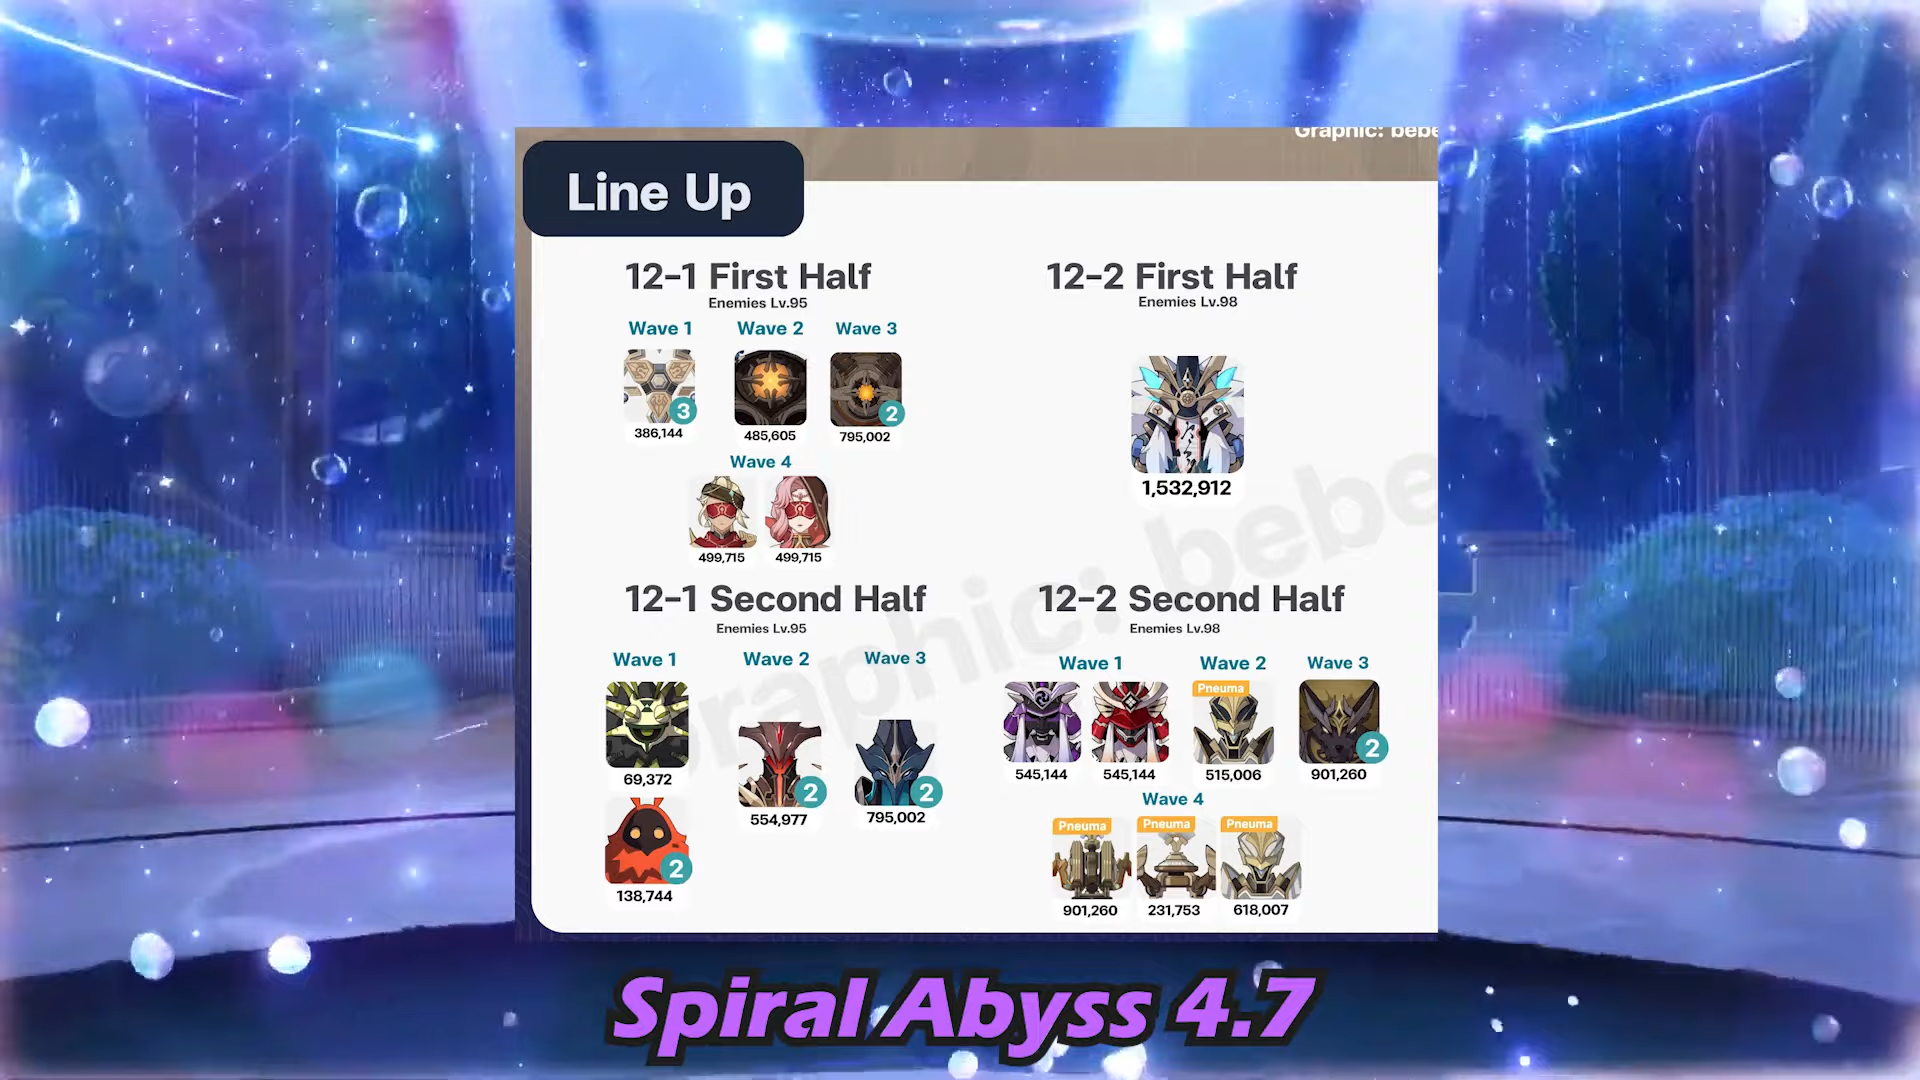 Graphic: bebe
Line Up
12-1 First Half
Enemies Lv.95
Wave 1
Wave 2
Wave 3
3
2
386,144
485,605
795,002
Wave 4
499,715
499,715
12-2 First Half
Enemies Lv.98
1,532,912
12-1 Second Half
Enemies Lv.95
Wave 1
Wave 2
Wave 3
69,372
2
2
554,977
795,002
2
138,744
12-2 Second Half
Enemies Lv.98
Wave 1
Wave 2
Wave 3
Pneuma
2
545,144
545,144
515,006
901,260
Wave 4
Pneuma
Pneuma
Pneuma
901,260
231,753
618,007
raphic: bebe
Spiral Abyss 4.7